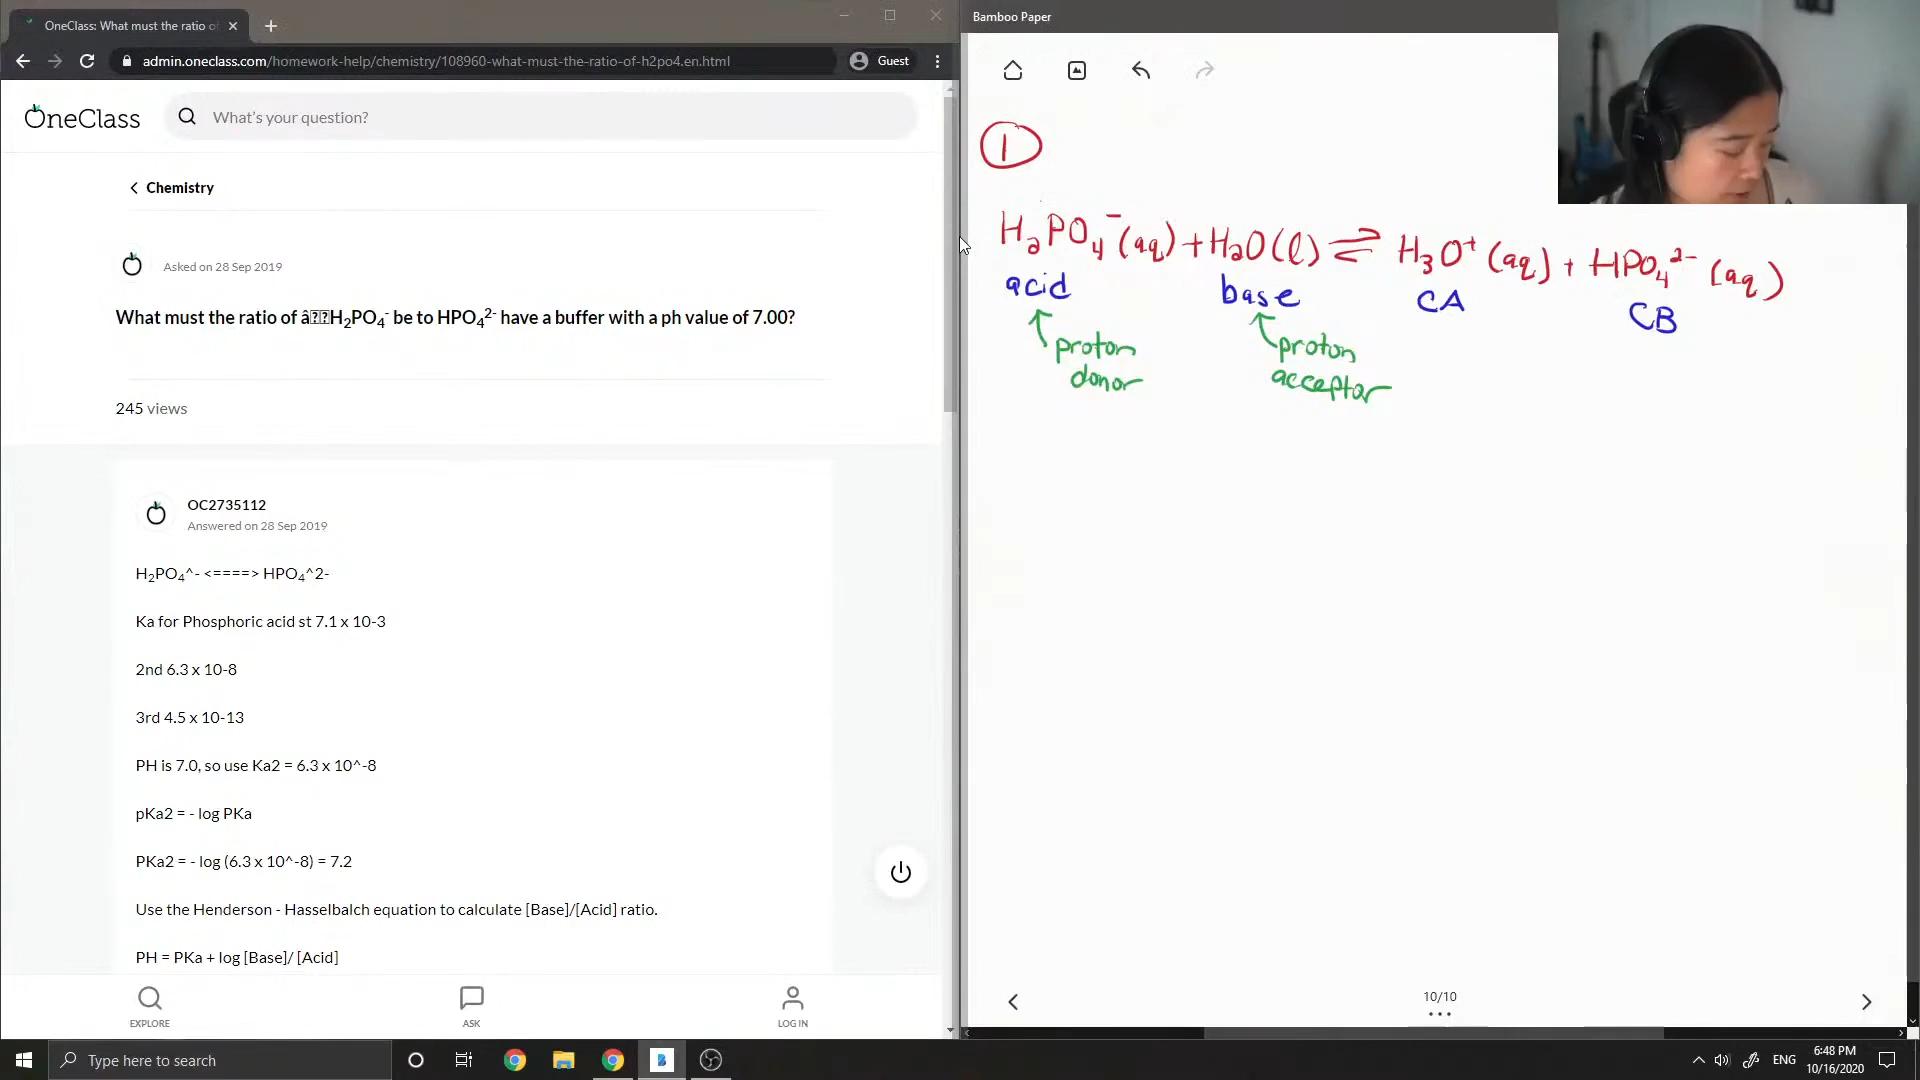 OneClass: What must the ratio of
Bamboo Paper
admin.oneclass.com/homework-help/chemistry/108960-what-must-the-ratio-of-h2po4.en.html
Guest
OneClass
What's your question?
Chemistry
Asked on 28 Sep 2019
What must the ratio of â H₂PO₄⁻ be to HPO₄²⁻ have a buffer with a ph value of 7.00?
245 views
OC2735112
Answered on 28 Sep 2019
H₂PO₄^- <====> HPO₄^2-
Ka for Phosphoric acid st 7.1 x 10-3
2nd 6.3 x 10-8
3rd 4.5 x 10-13
PH is 7.0, so use Ka2 = 6.3 x 10^-8
pKa2 = - log PKa
PKa2 = - log (6.3 x 10^-8) = 7.2
Use the Henderson - Hasselbalch equation to calculate [Base]/[Acid] ratio.
PH = PKa + log [Base]/ [Acid]
EXPLORE
ASK
LOG IN
1
H₂PO₄⁻(aq) + H₂O(l) ⇌ H₃O⁺(aq) + HPO₄²⁻(aq)
acid base CA CB
proton proton
donor acceptor
10/10
Type here to search
ENG
6:48 PM
10/16/2020